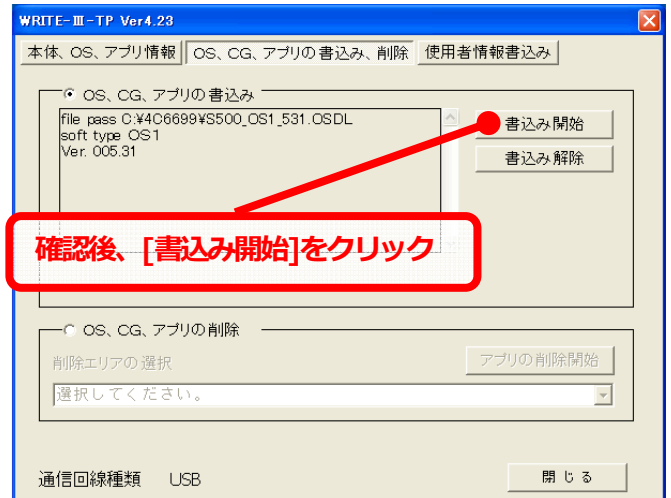 WRITE-Ⅲ-TP Ver4.23
本体、OS、アプリ情報 OS、CG、アプリの書込み、削除 使用者情報書込み
OS、CG、アプリの書込み
file pass C:¥4C6699¥S500_OS1_531.OSDL
soft type OS1
Ver. 005.31
書込み開始
書込み解除
確認後、[書込み開始]をクリック
OS、CG、アプリの削除
削除エリアの選択
アプリの削除開始
選択してください。
通信回線種類 USB
閉じる